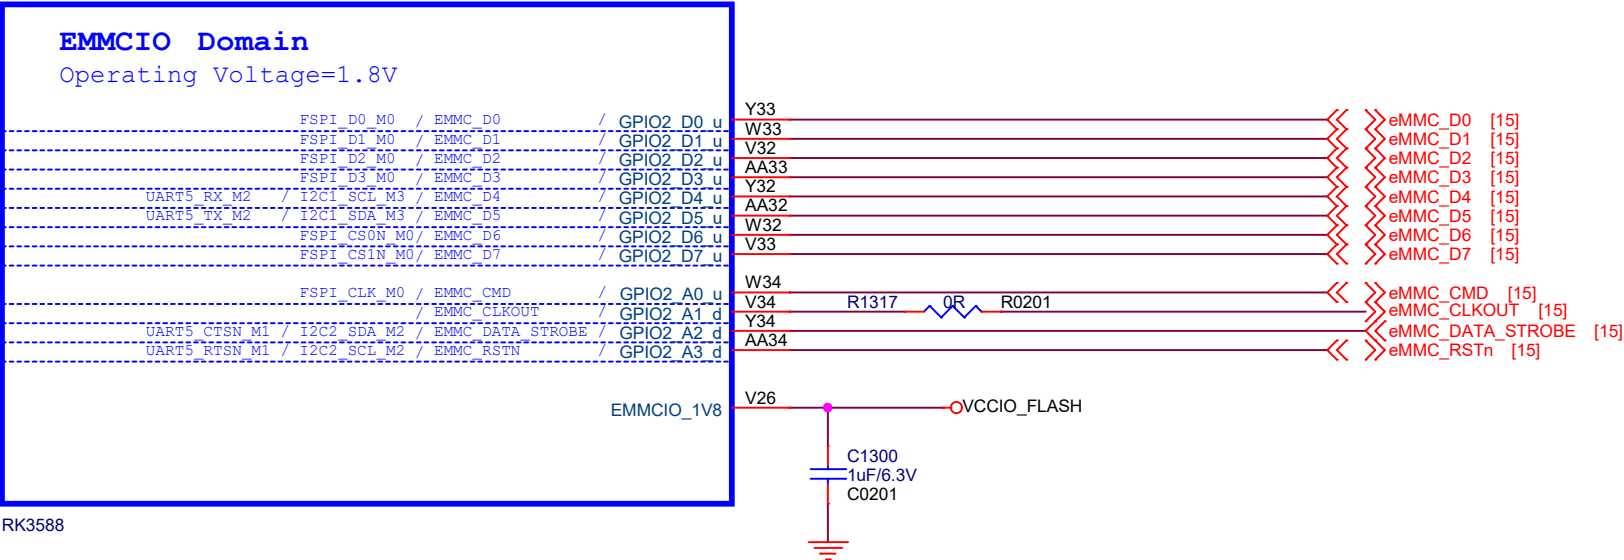 EMMCIO Domain
Operating Voltage=1.8V
FSPI_D0_M0 / EMMC_D0 / GPIO2_D0_u Y33 eMMC_D0 [15]
FSPI_D1_M0 / EMMC_D1 / GPIO2_D1_u W33 eMMC_D1 [15]
FSPI_D2_M0 / EMMC_D2 / GPIO2_D2_u V32 eMMC_D2 [15]
FSPI_D3_M0 / EMMC_D3 / GPIO2_D3_u AA33 eMMC_D3 [15]
UART5_RX_M2 / I2C1_SCL_M3 / EMMC_D4 / GPIO2_D4_u Y32 eMMC_D4 [15]
UART5_TX_M2 / I2C1_SDA_M3 / EMMC_D5 / GPIO2_D5_u AA32 eMMC_D5 [15]
FSPI_CS0N_M0/ EMMC_D6 / GPIO2_D6_u W32 eMMC_D6 [15]
FSPI_CS1N_M0/ EMMC_D7 / GPIO2_D7_u V33 eMMC_D7 [15]
FSPI_CLK_M0 / EMMC_CMD / GPIO2_A0_u W34 eMMC_CMD [15]
/ EMMC_CLKOUT / GPIO2_A1_d V34 R1317 0R R0201 eMMC_CLKOUT [15]
UART5_CTSN_M1 / I2C2_SDA_M2 / EMMC_DATA_STROBE / GPIO2_A2_d Y34 eMMC_DATA_STROBE [15]
UART5_RTSN_M1 / I2C2_SCL_M2 / EMMC_RSTN / GPIO2_A3_d AA34 eMMC_RSTn [15]
EMMCIO_1V8 V26 VCCIO_FLASH
C1300
1uF/6.3V
C0201
RK3588